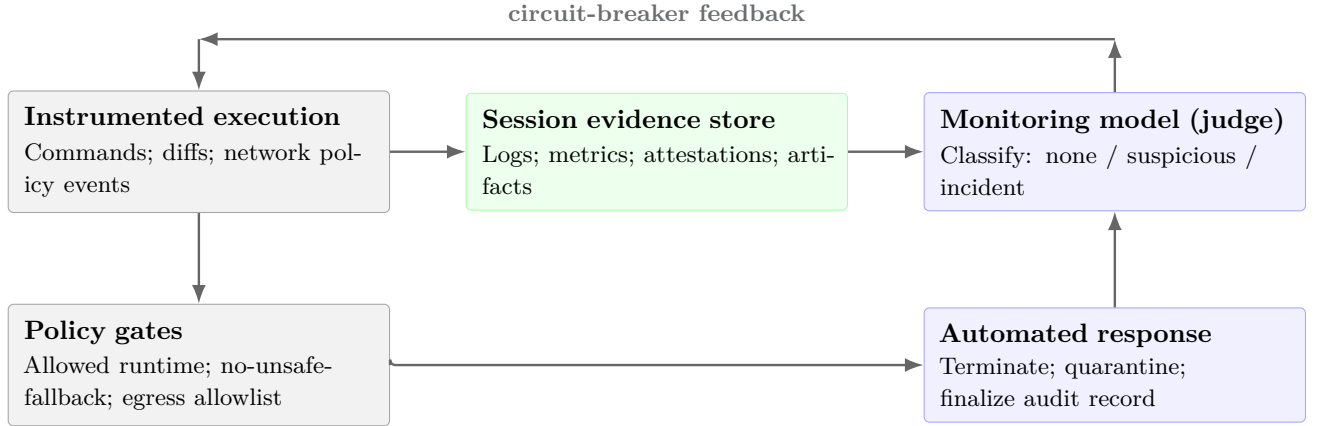 circuit-breaker feedback
Instrumented execution
Commands; diffs; network pol-
icy events
Session evidence store
Logs; metrics; attestations; arti-
facts
Monitoring model (judge)
Classify: none / suspicious /
incident
Policy gates
Allowed runtime; no-unsafe-
fallback; egress allowlist
Automated response
Terminate; quarantine;
finalize audit record